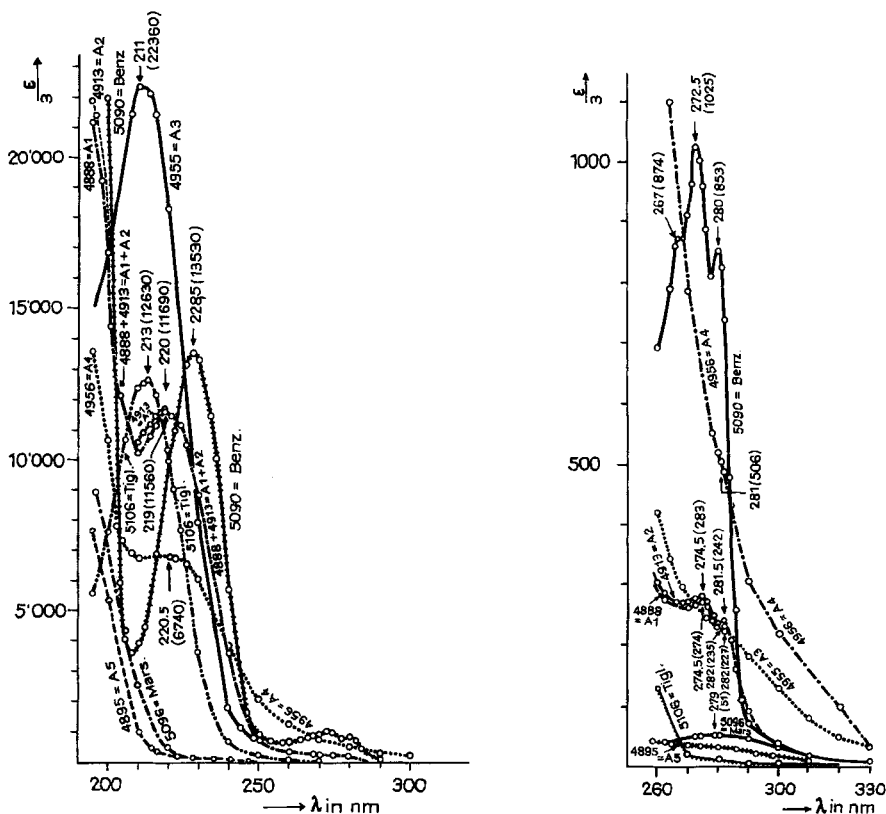 ε
20'000
15'000
10'000
5'000
4888 = A1
4913 = A2
5090 = Benz
211
(22360)
4955 = A3
4956 = A4
4888 + 4913 = A1 + A2
213 (12630)
220 (11690)
228,5 (13530)
4913
5106 = Tigl.
219 (11560)
5106 = Tigl.
4888 + 4913 = A1 + A2
5090 = Benz.
220.5
(6740)
4895 = A5
5096 = Mars.
4956 = A4
200
250
300
λ in nm
ε
1000
500
272.5
(1025)
267 (874)
280 (853)
4956 = A4
5090 = Benz.
281 (506)
4913 = A2
4888
= A1
274,5 (283)
281.5 (242)
274.5 (274)
282 (235)
279 (51)
282 (227)
4956 = A4
4955 = A3
5106 = Tigl.
5096
= Mars
4895
= A5
260
300
330
λ in nm